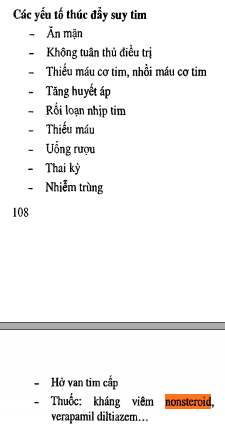 Các yếu tố thúc đẩy suy tim
- Ăn mặn
- Không tuân thủ điều trị
- Thiếu máu cơ tim, nhồi máu cơ tim
- Tăng huyết áp
- Rối loạn nhịp tim
- Thiếu máu
- Uống rượu
- Thai kỳ
- Nhiễm trùng
108
- Hở van tim cấp
- Thuốc: kháng viêm nonsteroid,
verapamil diltiazem...